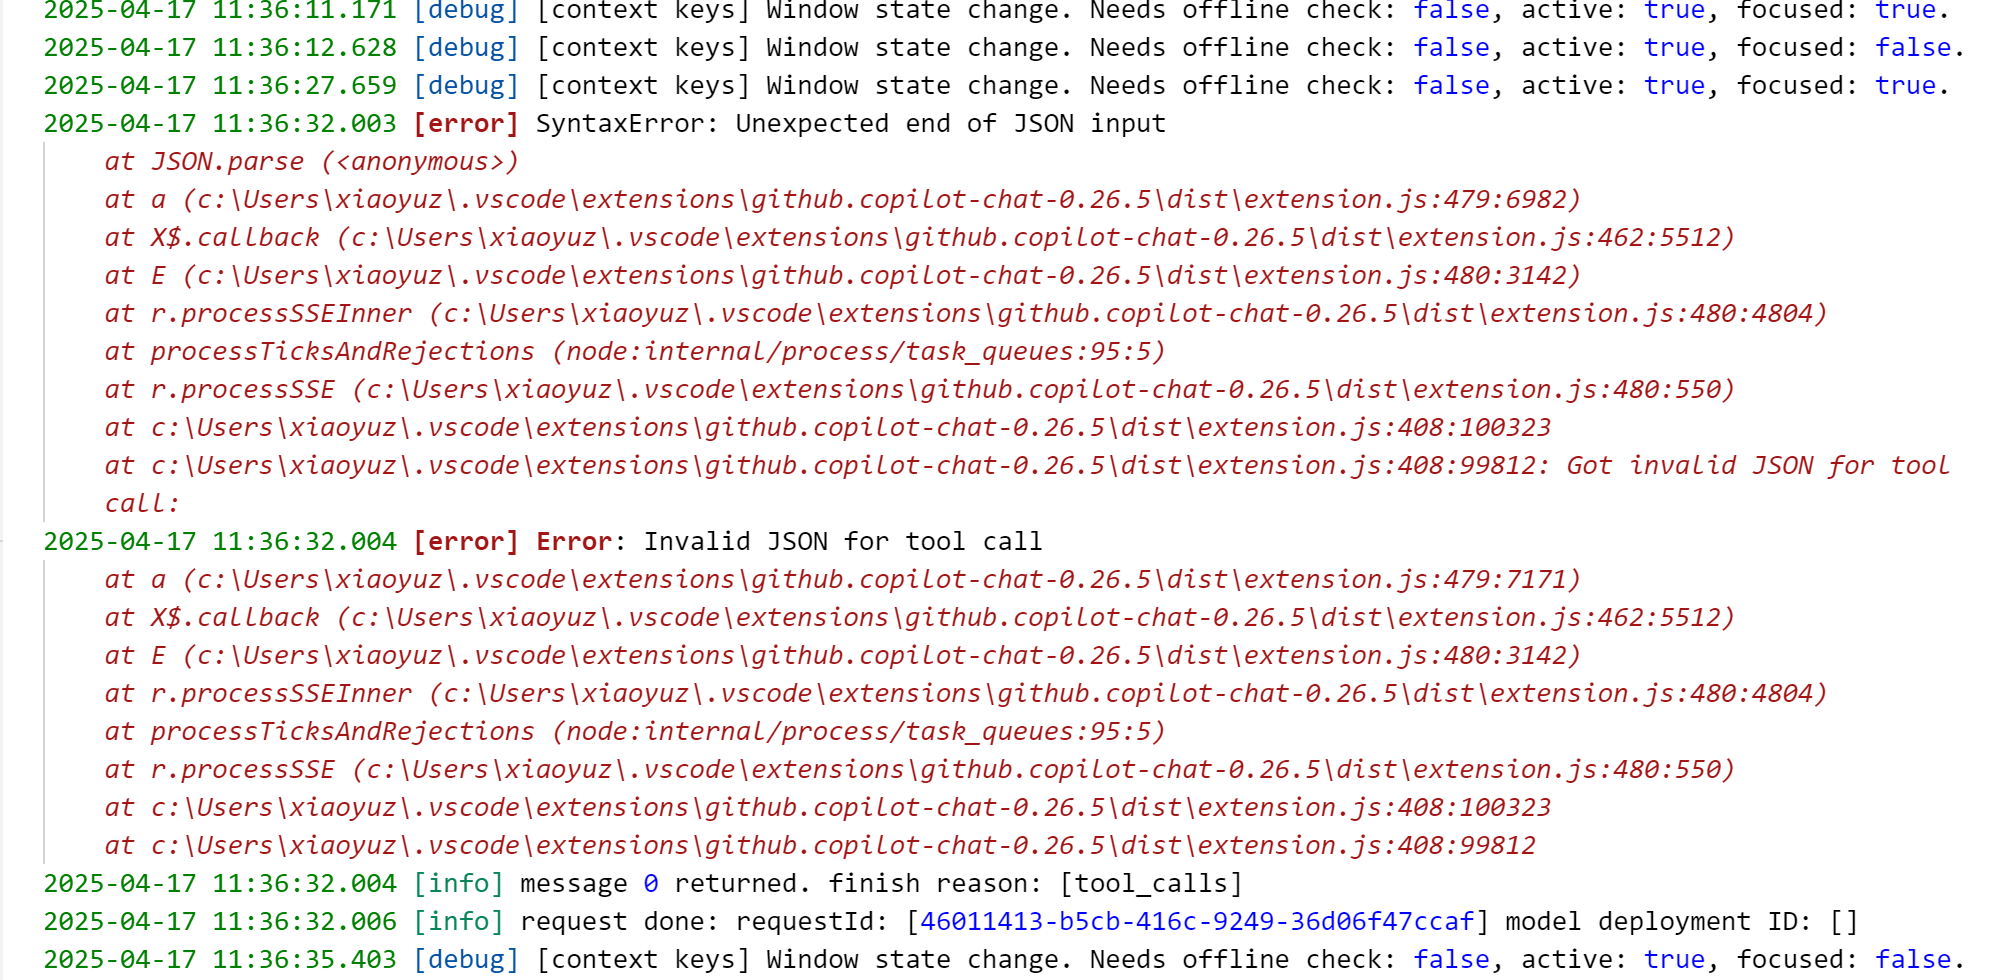 2025-04-17 11:36:11.171 [debug] [context keys] Window state change. Needs offline check: false, active: true, focused: true.
2025-04-17 11:36:12.628 [debug] [context keys] Window state change. Needs offline check: false, active: true, focused: false.
2025-04-17 11:36:27.659 [debug] [context keys] Window state change. Needs offline check: false, active: true, focused: true.
2025-04-17 11:36:32.003 [error] SyntaxError: Unexpected end of JSON input
at JSON.parse (<anonymous>)
at a (c:\Users\xiaoyuz\.vscode\extensions\github.copilot-chat-0.26.5\dist\extension.js:479:6982)
at X$.callback (c:\Users\xiaoyuz\.vscode\extensions\github.copilot-chat-0.26.5\dist\extension.js:462:5512)
at E (c:\Users\xiaoyuz\.vscode\extensions\github.copilot-chat-0.26.5\dist\extension.js:480:3142)
at r.processSSEInner (c:\Users\xiaoyuz\.vscode\extensions\github.copilot-chat-0.26.5\dist\extension.js:480:4804)
at processTicksAndRejections (node:internal/process/task_queues:95:5)
at r.processSSE (c:\Users\xiaoyuz\.vscode\extensions\github.copilot-chat-0.26.5\dist\extension.js:480:550)
at c:\Users\xiaoyuz\.vscode\extensions\github.copilot-chat-0.26.5\dist\extension.js:408:100323
at c:\Users\xiaoyuz\.vscode\extensions\github.copilot-chat-0.26.5\dist\extension.js:408:99812: Got invalid JSON for tool
call:
2025-04-17 11:36:32.004 [error] Error: Invalid JSON for tool call
at a (c:\Users\xiaoyuz\.vscode\extensions\github.copilot-chat-0.26.5\dist\extension.js:479:7171)
at X$.callback (c:\Users\xiaoyuz\.vscode\extensions\github.copilot-chat-0.26.5\dist\extension.js:462:5512)
at E (c:\Users\xiaoyuz\.vscode\extensions\github.copilot-chat-0.26.5\dist\extension.js:480:3142)
at r.processSSEInner (c:\Users\xiaoyuz\.vscode\extensions\github.copilot-chat-0.26.5\dist\extension.js:480:4804)
at processTicksAndRejections (node:internal/process/task_queues:95:5)
at r.processSSE (c:\Users\xiaoyuz\.vscode\extensions\github.copilot-chat-0.26.5\dist\extension.js:480:550)
at c:\Users\xiaoyuz\.vscode\extensions\github.copilot-chat-0.26.5\dist\extension.js:408:100323
at c:\Users\xiaoyuz\.vscode\extensions\github.copilot-chat-0.26.5\dist\extension.js:408:99812
2025-04-17 11:36:32.004 [info] message 0 returned. finish reason: [tool_calls]
2025-04-17 11:36:32.006 [info] request done: requestId: [46011413-b5cb-416c-9249-36d06f47ccaf] model deployment ID: []
2025-04-17 11:36:35.403 [debug] [context keys] Window state change. Needs offline check: false, active: true, focused: false.